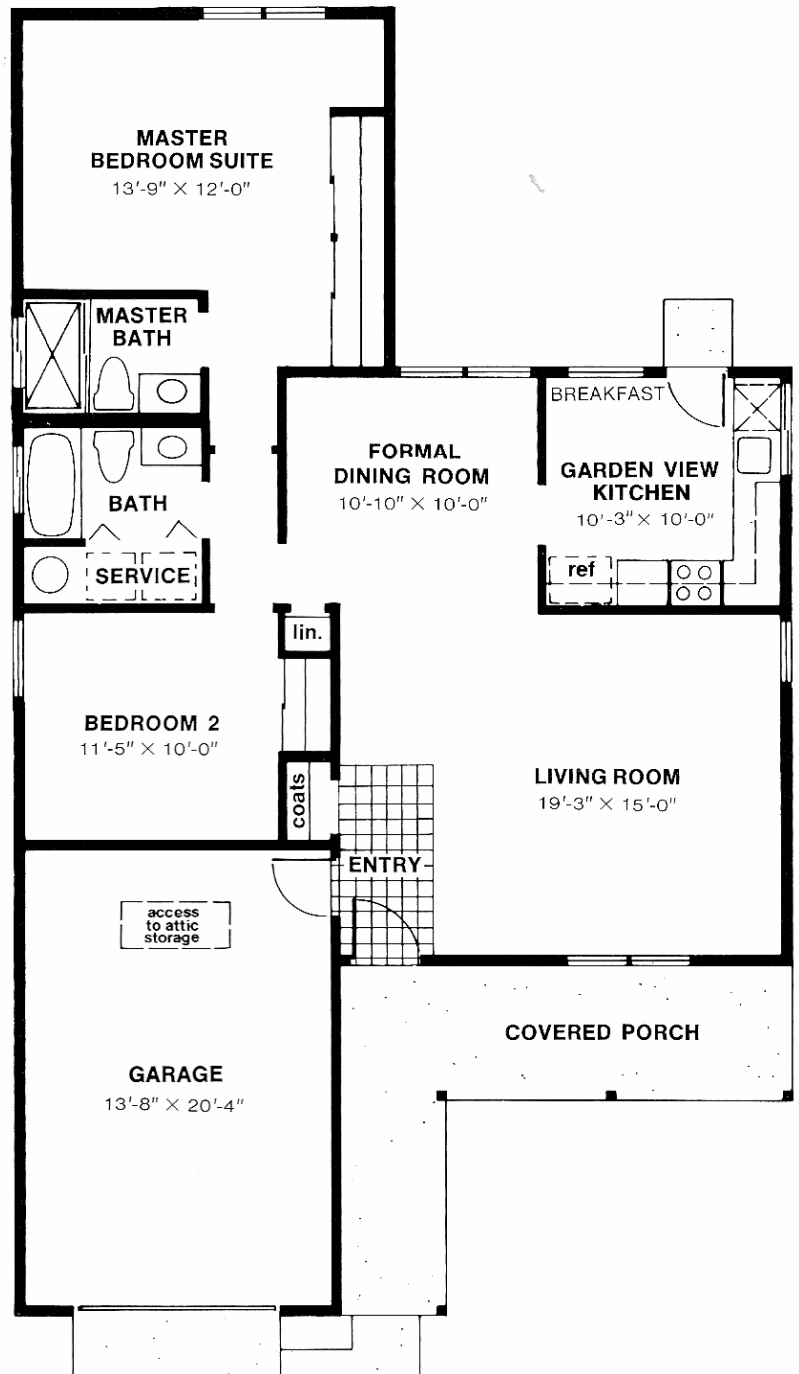 MASTER
BEDROOM SUITE
13'-9" × 12'-0"
MASTER
BATH
BREAKFAST
FORMAL
DINING ROOM
10'-10" × 10'-0"
GARDEN VIEW
KITCHEN
10'-3" × 10'-0"
BATH
ref
SERVICE
lin.
BEDROOM 2
11'-5" × 10'-0"
coats
LIVING ROOM
19'-3" × 15'-0"
ENTRY
access
to attic
storage
COVERED PORCH
GARAGE
13'-8" × 20'-4"